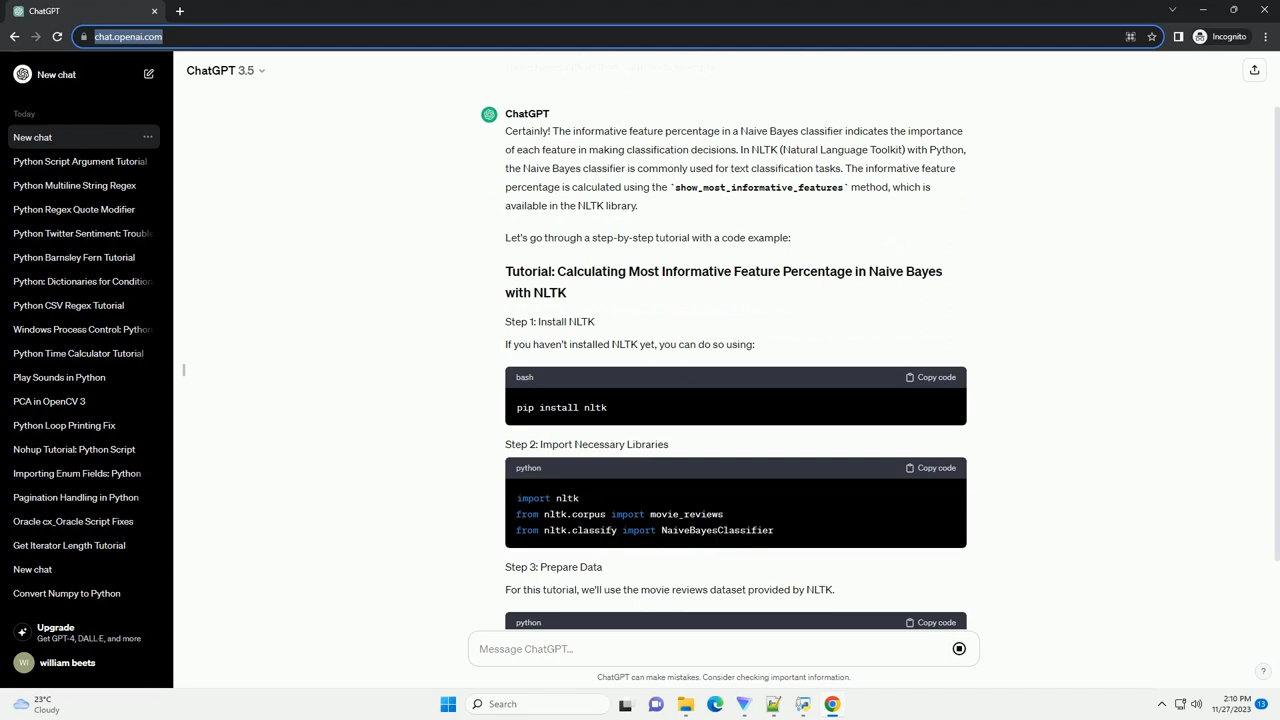 ChatGPT
chat.openai.com
Incognito
New chat
ChatGPT 3.5
Today
New chat
Python Script Argument Tutorial
Python Multiline String Regex
Python Regex Quote Modifier
Python Twitter Sentiment: Trouble
Python Barnsley Fern Tutorial
Python: Dictionaries for Condition
Python CSV Regex Tutorial
Windows Process Control: Python
Python Time Calculator Tutorial
Play Sounds in Python
PCA in OpenCV 3
Python Loop Printing Fix
Nohup Tutorial: Python Script
Importing Enum Fields: Python
Pagination Handling in Python
Oracle cx_Oracle Script Fixes
Get Iterator Length Tutorial
New chat
Convert Numpy to Python
Upgrade
Get GPT-4, DALL·E, and more
WI
william beets
ChatGPT
Certainly! The informative feature percentage in a Naive Bayes classifier indicates the importance
of each feature in making classification decisions. In NLTK (Natural Language Toolkit) with Python,
the Naive Bayes classifier is commonly used for text classification tasks. The informative feature
percentage is calculated using the `show_most_informative_features` method, which is
available in the NLTK library.
Let's go through a step-by-step tutorial with a code example:
Tutorial: Calculating Most Informative Feature Percentage in Naive Bayes
with NLTK
Step 1: Install NLTK
If you haven't installed NLTK yet, you can do so using:
bash
Copy code
pip install nltk
Step 2: Import Necessary Libraries
python
Copy code
import nltk
from nltk.corpus import movie_reviews
from nltk.classify import NaiveBayesClassifier
Step 3: Prepare Data
For this tutorial, we'll use the movie reviews dataset provided by NLTK.
python
Copy code
Message ChatGPT...
ChatGPT can make mistakes. Consider checking important information.
?
23°C
Cloudy
Search
2:10 PM
11/27/2023
13